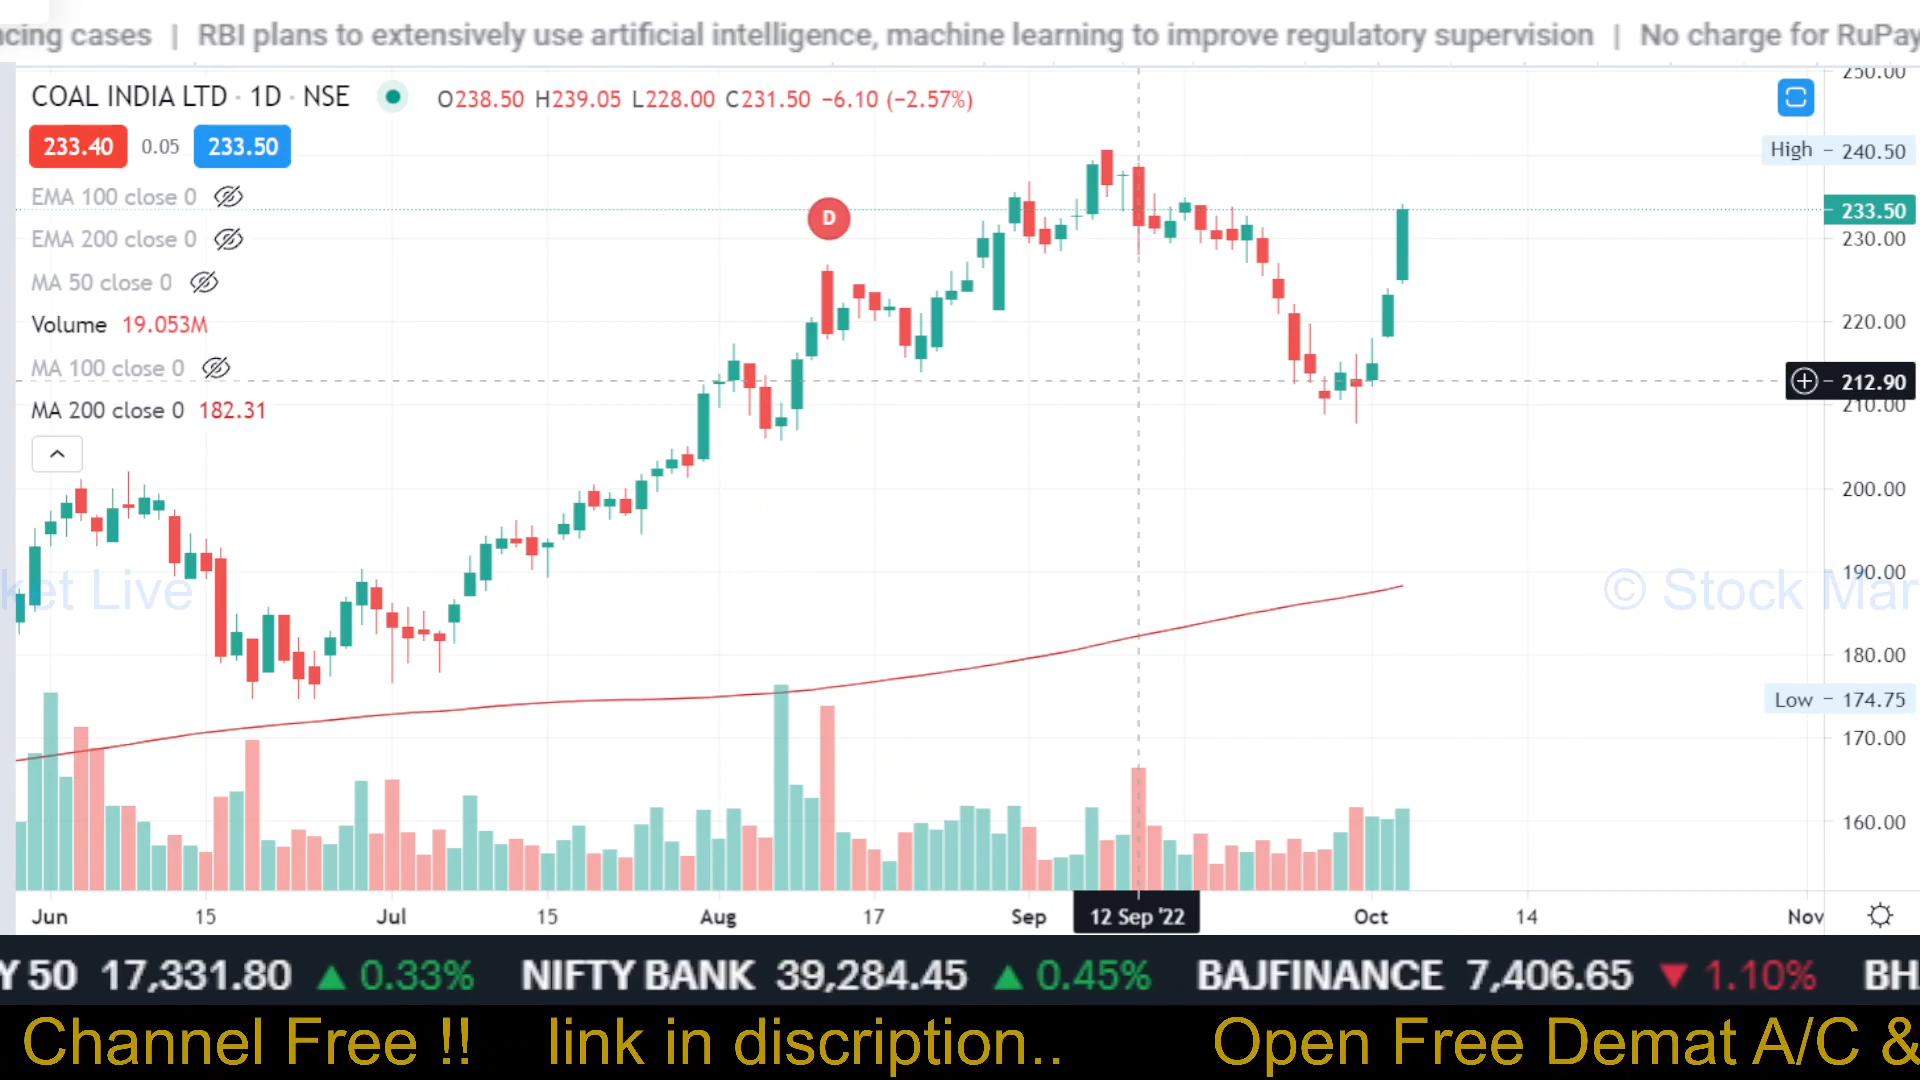 ncing cases | RBI plans to extensively use artificial intelligence, machine learning to improve regulatory supervision | No charge for RuPay
COAL INDIA LTD · 1D · NSE O238.50 H239.05 L228.00 C231.50 −6.10 (−2.57%)
233.40 0.05 233.50
EMA 100 close 0
EMA 200 close 0
MA 50 close 0
Volume 19.053M
MA 100 close 0
MA 200 close 0 182.31
D
250.00
High 240.50
233.50
230.00
220.00
212.90
210.00
200.00
190.00
180.00
Low 174.75
170.00
160.00
ket Live © Stock Mar
Jun 15 Jul 15 Aug 17 Sep 12 Sep '22 Oct 14 Nov
Y 50 17,331.80 ▲ 0.33% NIFTY BANK 39,284.45 ▲ 0.45% BAJFINANCE 7,406.65 ▼ 1.10% BH
Channel Free !! link in discription.. Open Free Demat A/C &